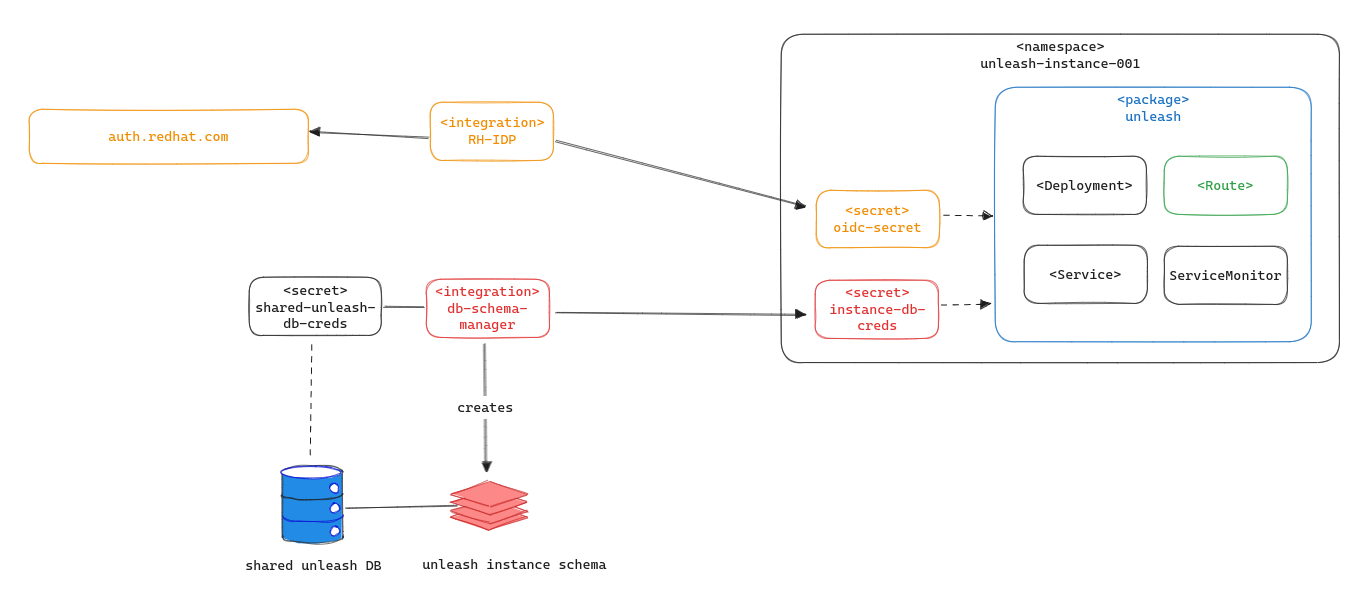 <namespace>
unleash-instance-001
<package>
unleash
<integration>
RH-IDP
auth.redhat.com
<Deployment>
<Route>
<secret>
oidc-secret
<Service>
ServiceMonitor
<secret>
shared-unleash-
db-creds
<integration>
db-schema-
manager
<secret>
instance-db-
creds
creates
shared unleash DB
unleash instance schema